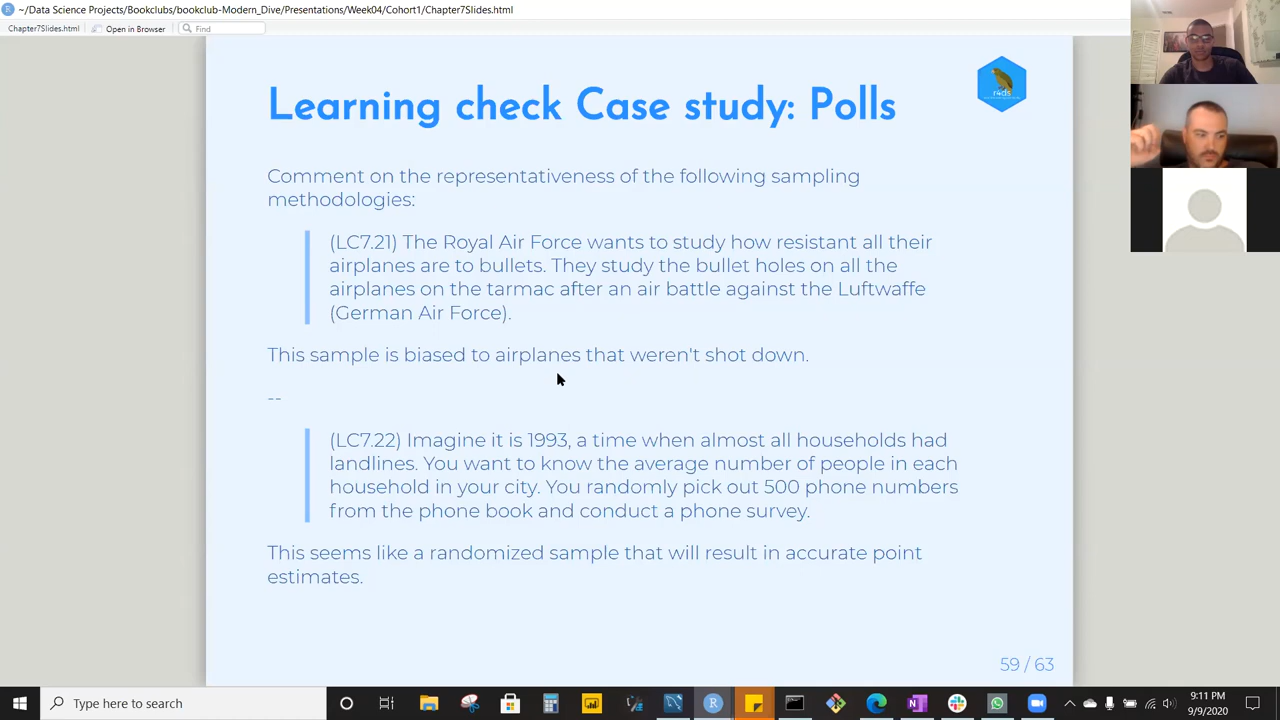 ~/Data Science Projects/Bookclubs/bookclub-Modern_Dive/Presentations/Week04/Cohort1/Chapter7Slides.html
Chapter7Slides.html
Open in Browser
Find
r4ds
Learning check Case study: Polls
Comment on the representativeness of the following sampling
methodologies:
(LC7.21) The Royal Air Force wants to study how resistant all their
airplanes are to bullets. They study the bullet holes on all the
airplanes on the tarmac after an air battle against the Luftwaffe
(German Air Force).
This sample is biased to airplanes that weren't shot down.
--
(LC7.22) Imagine it is 1993, a time when almost all households had
landlines. You want to know the average number of people in each
household in your city. You randomly pick out 500 phone numbers
from the phone book and conduct a phone survey.
This seems like a randomized sample that will result in accurate point
estimates.
59 / 63
Type here to search
9:11 PM
9/9/2020